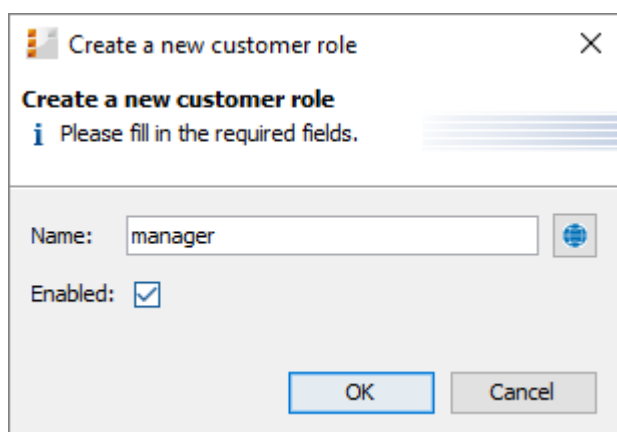 Create a new customer role
Create a new customer role
Please fill in the required fields.
Name: manager
Enabled:
OK Cancel